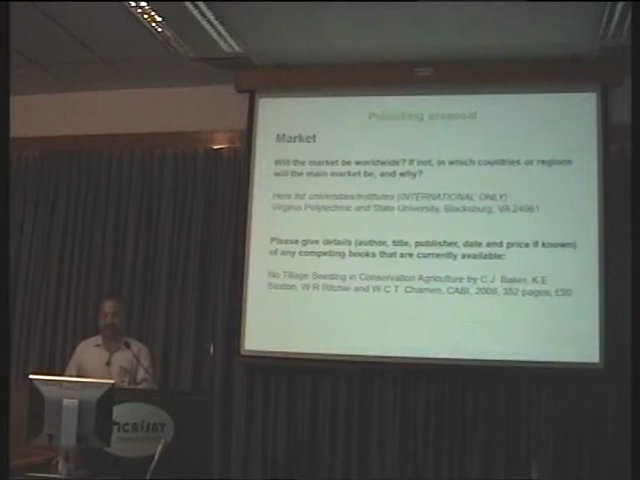 Publishing proposal
Market
Will the market be worldwide? If not, in which countries or regions
will the main market be, and why?
Here list universities/institutes (INTERNATIONAL ONLY)
Virginia Polytechnic and State University, Blacksburg, VA 24061
Please give details (author, title, publisher, date and price if known)
of any competing books that are currently available:
No Tillage Seeding in Conservation Agriculture by C.J. Baker, K.E.
W R Ritchie and W C T Chamen, CABI, 2006, 352 pages,
ICRISAT